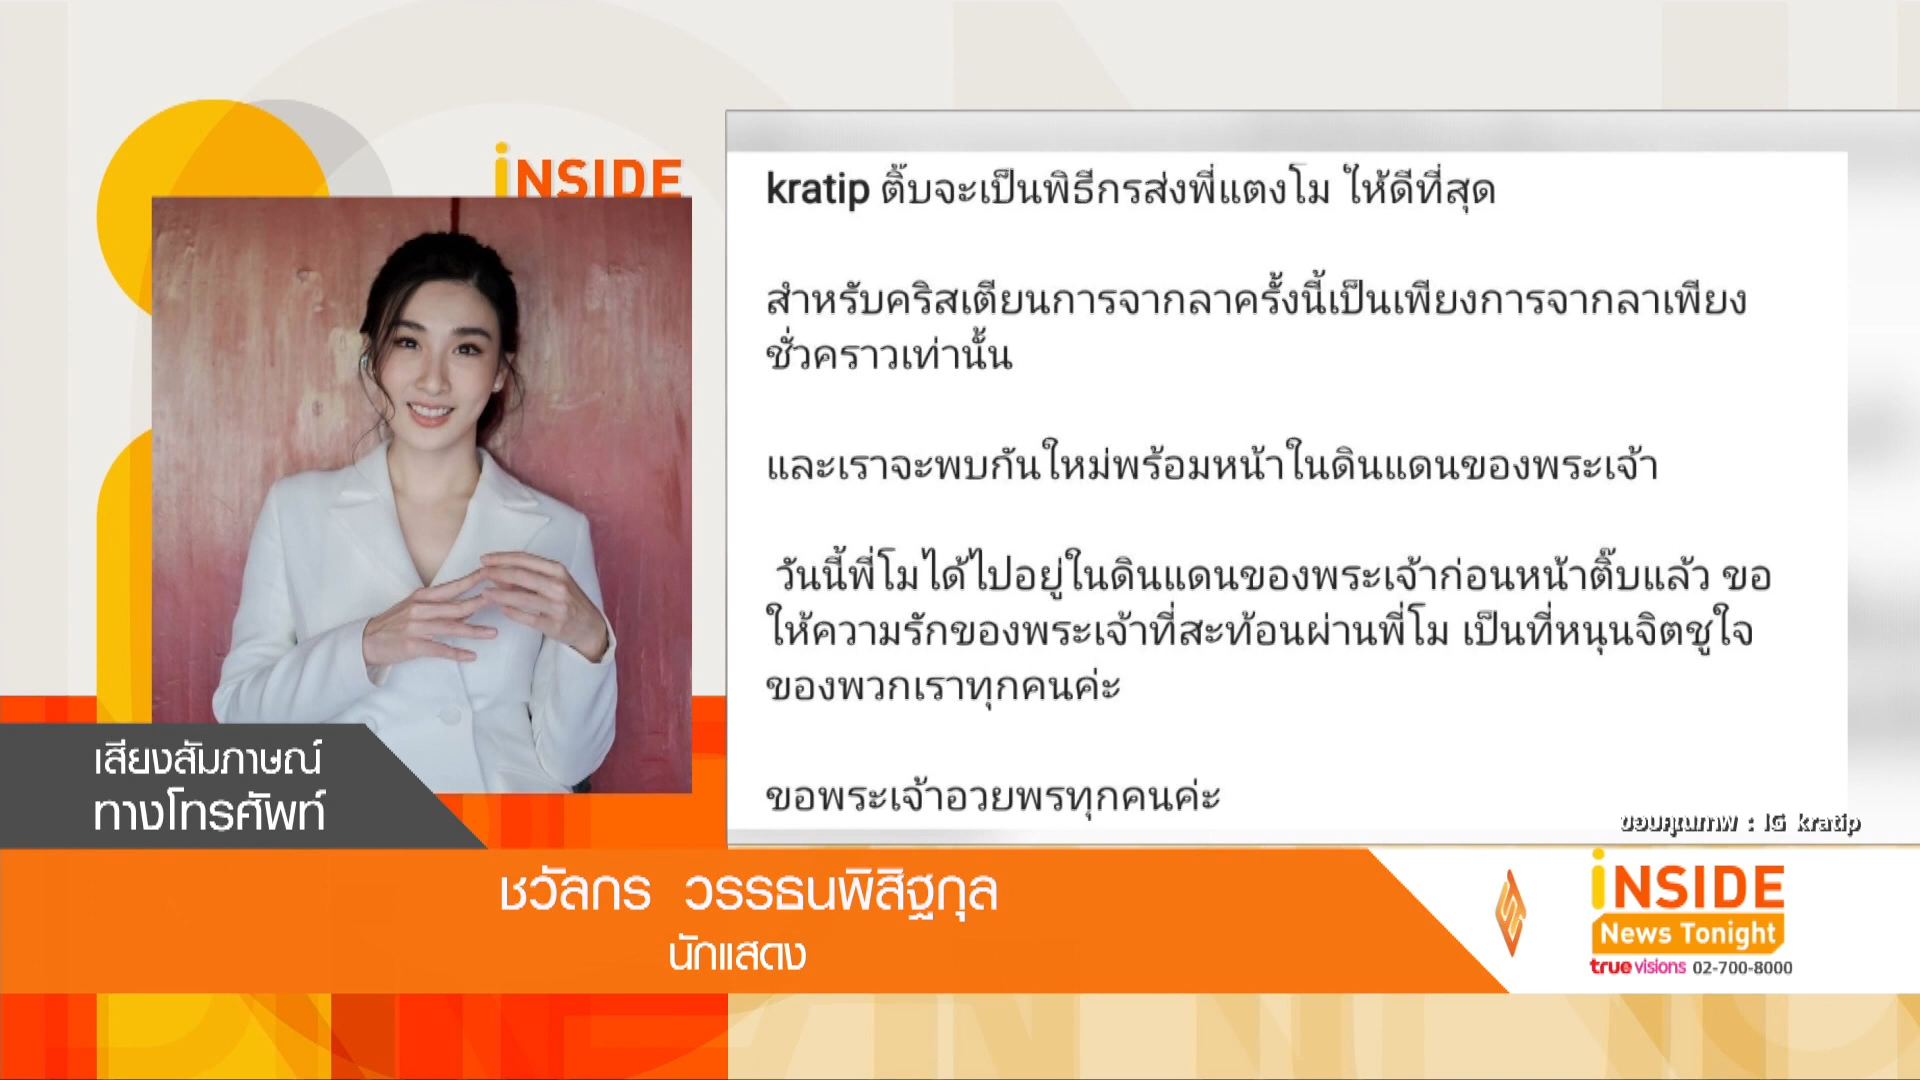 iNSIDE
kratip ติ๊บจะเป็นพิธีกรส่งพี่แตงโม ให้ดีที่สุด
สำหรับคริสเตียนการจากลาครั้งนี้เป็นเพียงการจากลาเพียง
ชั่วคราวเท่านั้น
และเราจะพบกันใหม่พร้อมหน้าในดินแดนของพระเจ้า
วันนี้พี่โมได้ไปอยู่ในดินแดนของพระเจ้าก่อนหน้าติ๊บแล้ว ขอ
ให้ความรักของพระเจ้าที่สะท้อนผ่านพี่โม เป็นที่หนุนจิตชูใจ
ของพวกเราทุกคนค่ะ
ขอพระเจ้าอวยพรทุกคนค่ะ
ขอบคุณภาพ : IG kratip
เสียงสัมภาษณ์
ทางโทรศัพท์
ชวัลกร วรรธนพิสิฐกุล
นักแสดง
iNSIDE
News Tonight
truevisions 02-700-8000